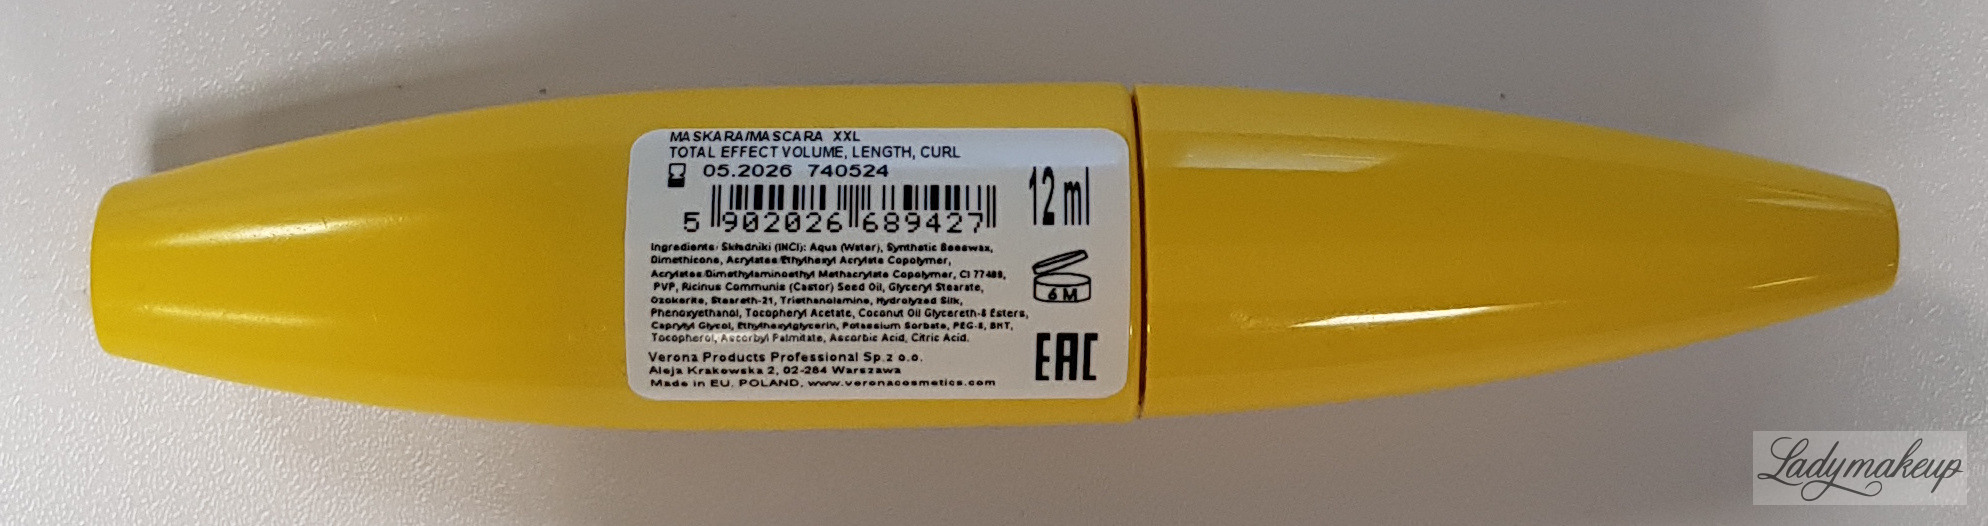 MASKARA/MASCARA XXL
TOTAL EFFECT VOLUME, LENGTH, CURL
05.2026 740524
12 ml
5 902026 689427
Ingredients: Składniki (INCI): Aqua (Water), Synthetic Beeswax,
Dimethicone, Acrylates/Ethylhexyl Acrylate Copolymer,
Acrylates/Dimethylaminoethyl Methacrylate Copolymer, CI 77489,
PVP, Ricinus Communis (Castor) Seed Oil, Glyceryl Stearate,
Ozokerite, Steareth-21, Triethanolamine, Hydrolyzed Silk,
Phenoxyethanol, Tocopheryl Acetate, Coconut Oil Glycereth-8 Esters,
Caprylyl Glycol, Ethylhexylglycerin, Potassium Sorbate, PEG-8, BHT,
Tocopherol, Ascorbyl Palmitate, Ascorbic Acid, Citric Acid.
6 M
Verona Products Professional Sp.z o.o.
Aleja Krakowska 2, 02-284 Warszawa
Made in EU, POLAND, www.veronacosmetics.com
EAC
Ladymakeup